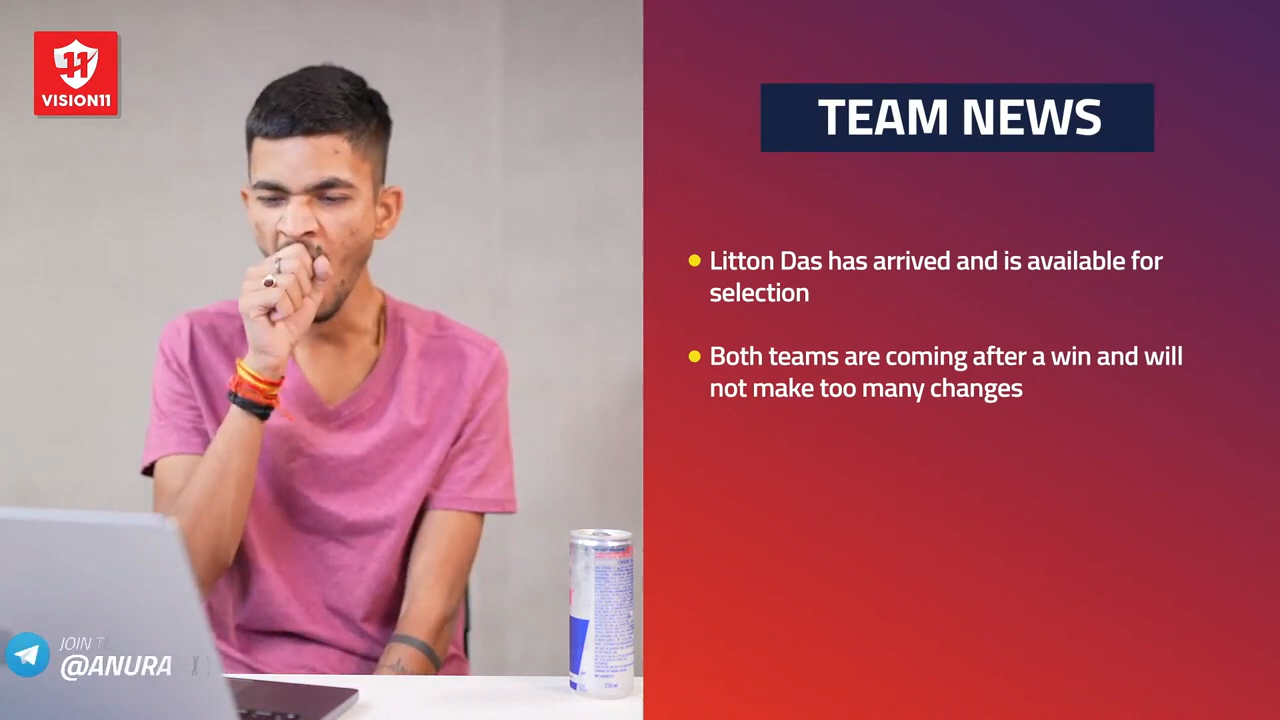 11
VISION11
TEAM NEWS
Litton Das has arrived and is available for
selection
Both teams are coming after a win and will
not make too many changes
JOIN
@ANURA